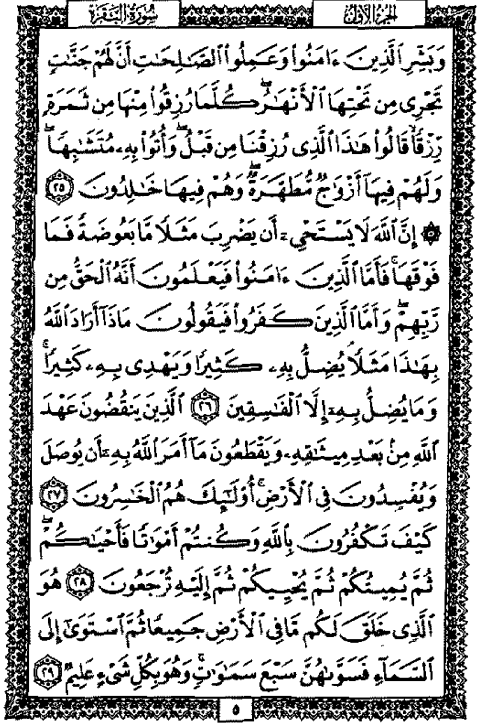 الجزء الأول سورة البقرة
وَبَشِّرِ ٱلَّذِينَ ءَامَنُوا۟ وَعَمِلُوا۟ ٱلصَّـٰلِحَـٰتِ أَنَّ لَهُمْ جَنَّـٰتٍ
تَجْرِى مِن تَحْتِهَا ٱلْأَنْهَـٰرُ ۖ كُلَّمَا رُزِقُوا۟ مِنْهَا مِن ثَمَرَةٍ
رِّزْقًا ۙ قَالُوا۟ هَـٰذَا ٱلَّذِى رُزِقْنَا مِن قَبْلُ ۖ وَأُتُوا۟ بِهِۦ مُتَشَـٰبِهًا ۖ
وَلَهُمْ فِيهَآ أَزْوَٰجٌ مُّطَهَّرَةٌ ۖ وَهُمْ فِيهَا خَـٰلِدُونَ ٢٥
۞ إِنَّ ٱللَّهَ لَا يَسْتَحْىِۦٓ أَن يَضْرِبَ مَثَلًا مَّا بَعُوضَةً فَمَا
فَوْقَهَا ۚ فَأَمَّا ٱلَّذِينَ ءَامَنُوا۟ فَيَعْلَمُونَ أَنَّهُ ٱلْحَقُّ مِن
رَّبِّهِمْ ۖ وَأَمَّا ٱلَّذِينَ كَفَرُوا۟ فَيَقُولُونَ مَاذَآ أَرَادَ ٱللَّهُ
بِهَـٰذَا مَثَلًا ۘ يُضِلُّ بِهِۦ كَثِيرًا وَيَهْدِى بِهِۦ كَثِيرًا ۚ
وَمَا يُضِلُّ بِهِۦٓ إِلَّا ٱلْفَـٰسِقِينَ ٢٦ ٱلَّذِينَ يَنقُضُونَ عَهْدَ
ٱللَّهِ مِنۢ بَعْدِ مِيثَـٰقِهِۦ وَيَقْطَعُونَ مَآ أَمَرَ ٱللَّهُ بِهِۦٓ أَن يُوصَلَ
وَيُفْسِدُونَ فِى ٱلْأَرْضِ ۚ أُو۟لَـٰٓئِكَ هُمُ ٱلْخَـٰسِرُونَ ٢٧
كَيْفَ تَكْفُرُونَ بِٱللَّهِ وَكُنتُمْ أَمْوَٰتًا فَأَحْيَـٰكُمْ ۖ
ثُمَّ يُمِيتُكُمْ ثُمَّ يُحْيِيكُمْ ثُمَّ إِلَيْهِ تُرْجَعُونَ ٢٨ هُوَ
ٱلَّذِى خَلَقَ لَكُم مَّا فِى ٱلْأَرْضِ جَمِيعًا ثُمَّ ٱسْتَوَىٰٓ إِلَى
ٱلسَّمَآءِ فَسَوَّىٰهُنَّ سَبْعَ سَمَـٰوَٰتٍ ۚ وَهُوَ بِكُلِّ شَىْءٍ عَلِيمٌ ٢٩
٥